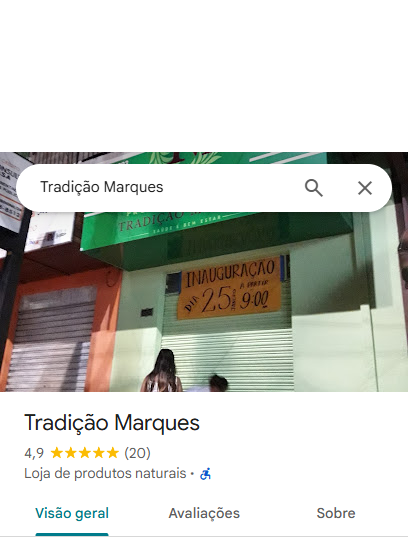 Tradição Marques
TRADIÇÃO
SAÚDE E BEM ESTAR
INAUGURAÇÃO
DIA 25 A PARTIR 9:00
Tradição Marques
4,9 (20)
Loja de produtos naturais
Visão geral Avaliações Sobre